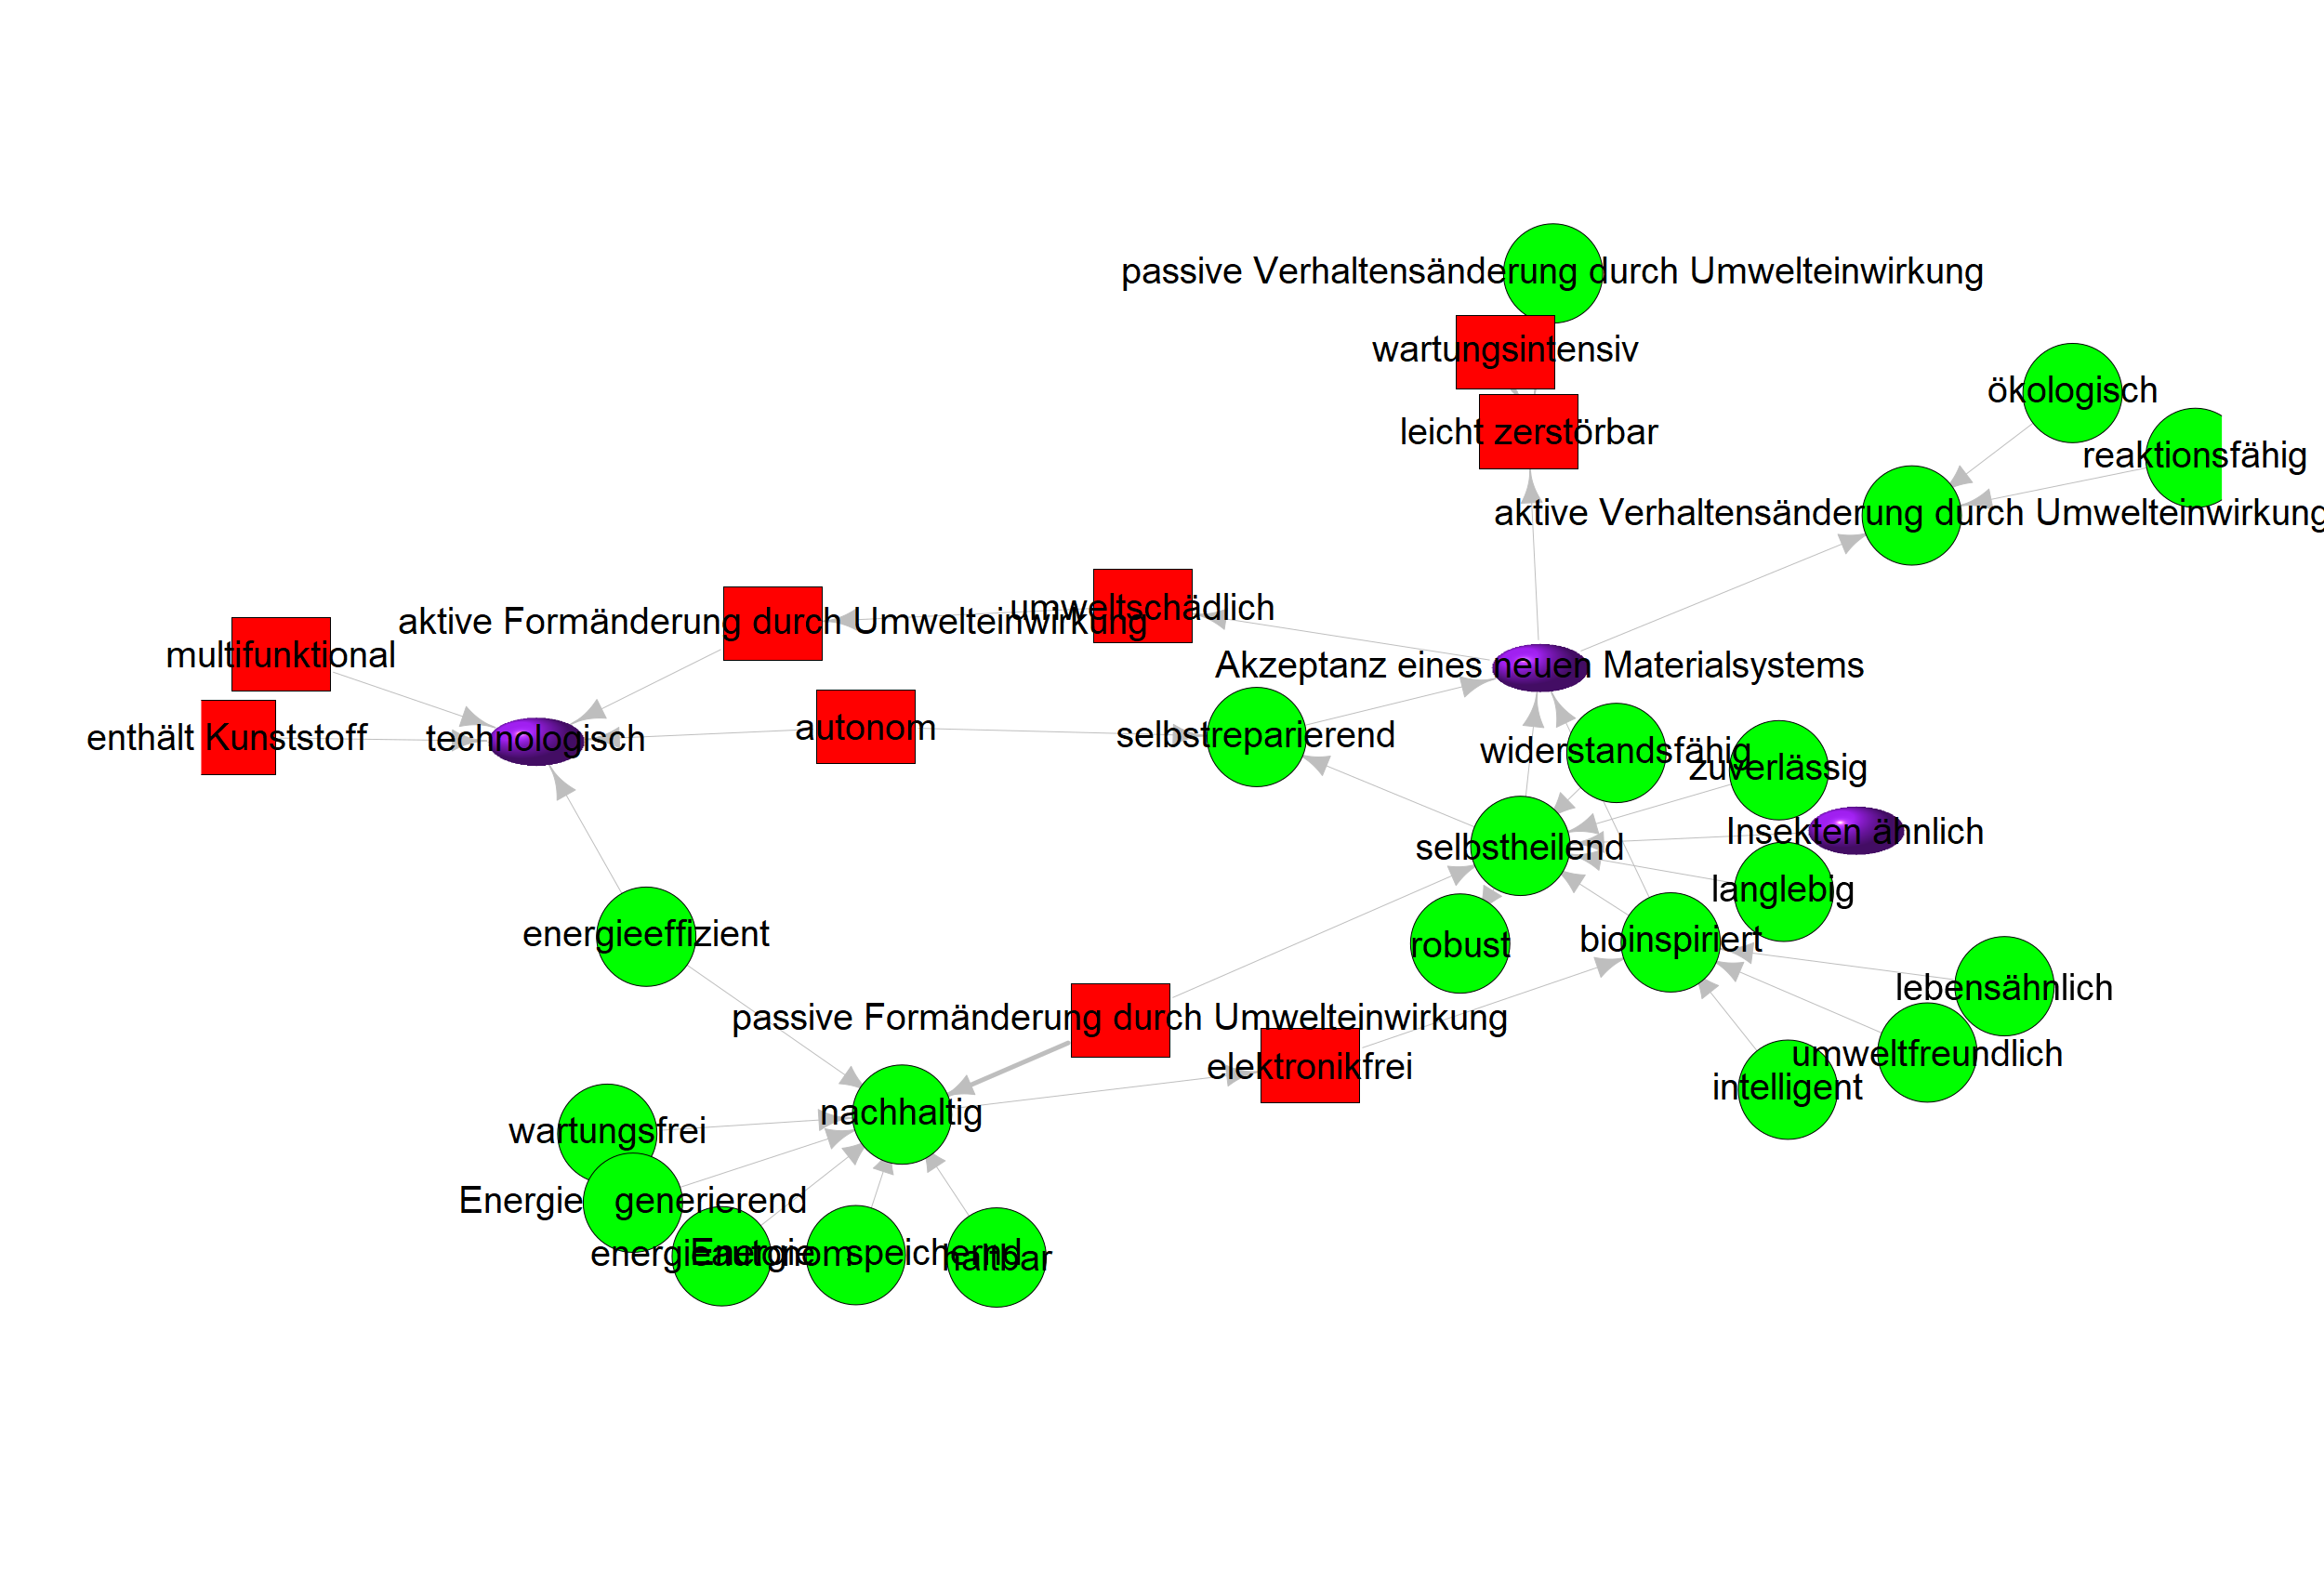 passive Verhaltensänderung durch Umwelteinwirkung
wartungsintensiv
ökologisch
leicht zerstörbar
reaktionsfähig
aktive Verhaltensänderung durch Umwelteinwirkung
umweltschädlich
aktive Formänderung durch Umwelteinwirkung
multifunktional
Akzeptanz eines neuen Materialsystems
enthält Kunststoff
technologisch
autonom
selbstreparierend
widerstandsfähig
zuverlässig
Insekten ähnlich
selbstheilend
langlebig
energieeffizient
robust
bioinspiriert
lebensähnlich
passive Formänderung durch Umwelteinwirkung
elektronikfrei
umweltfreundlich
intelligent
nachhaltig
wartungsfrei
Energie generierend
energieautonom
Energie speichernd
haltbar